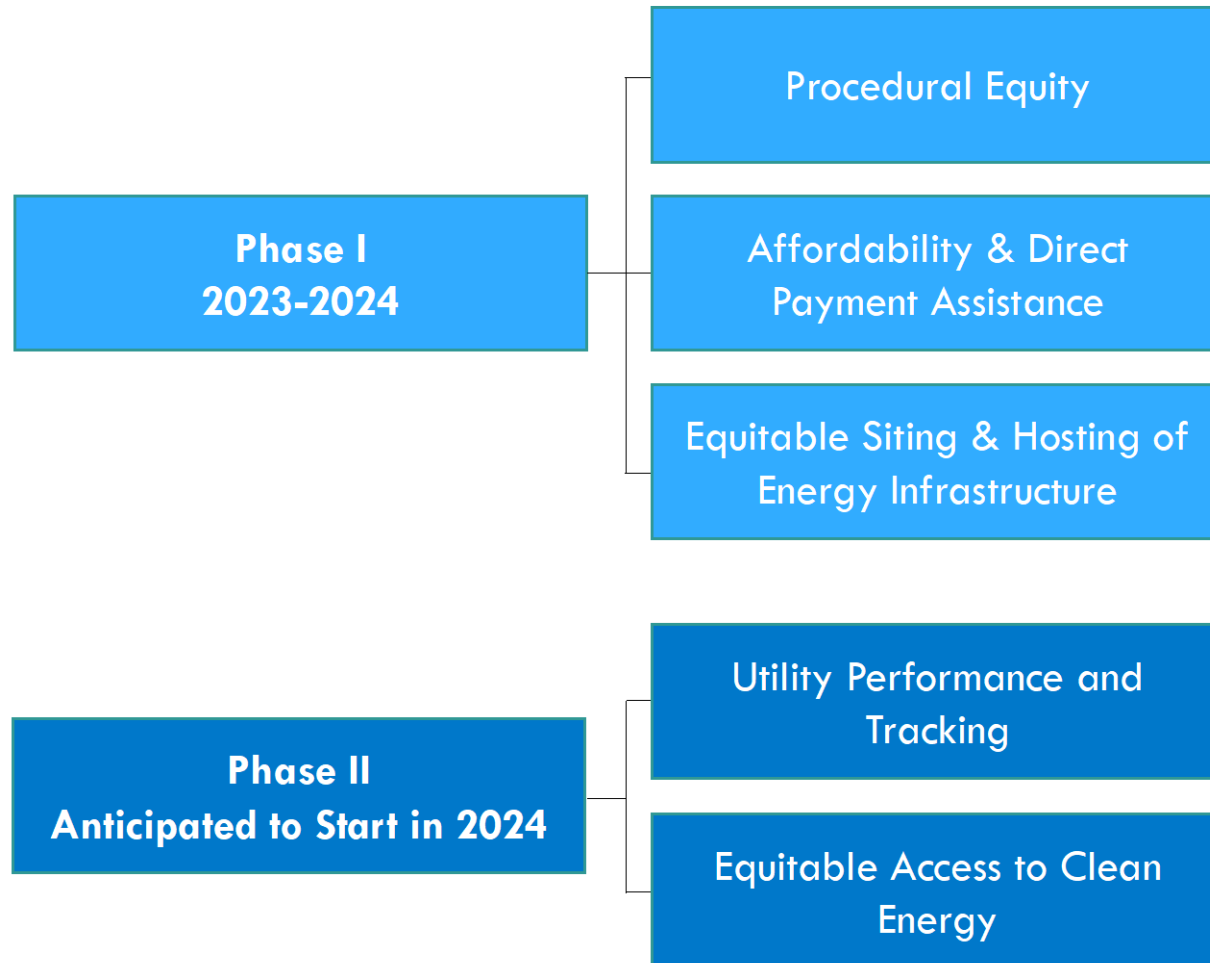 Procedural Equity
Phase I
2023-2024
Affordability & Direct
Payment Assistance
Equitable Siting & Hosting of
Energy Infrastructure
Utility Performance and
Tracking
Phase II
Anticipated to Start in 2024
Equitable Access to Clean
Energy